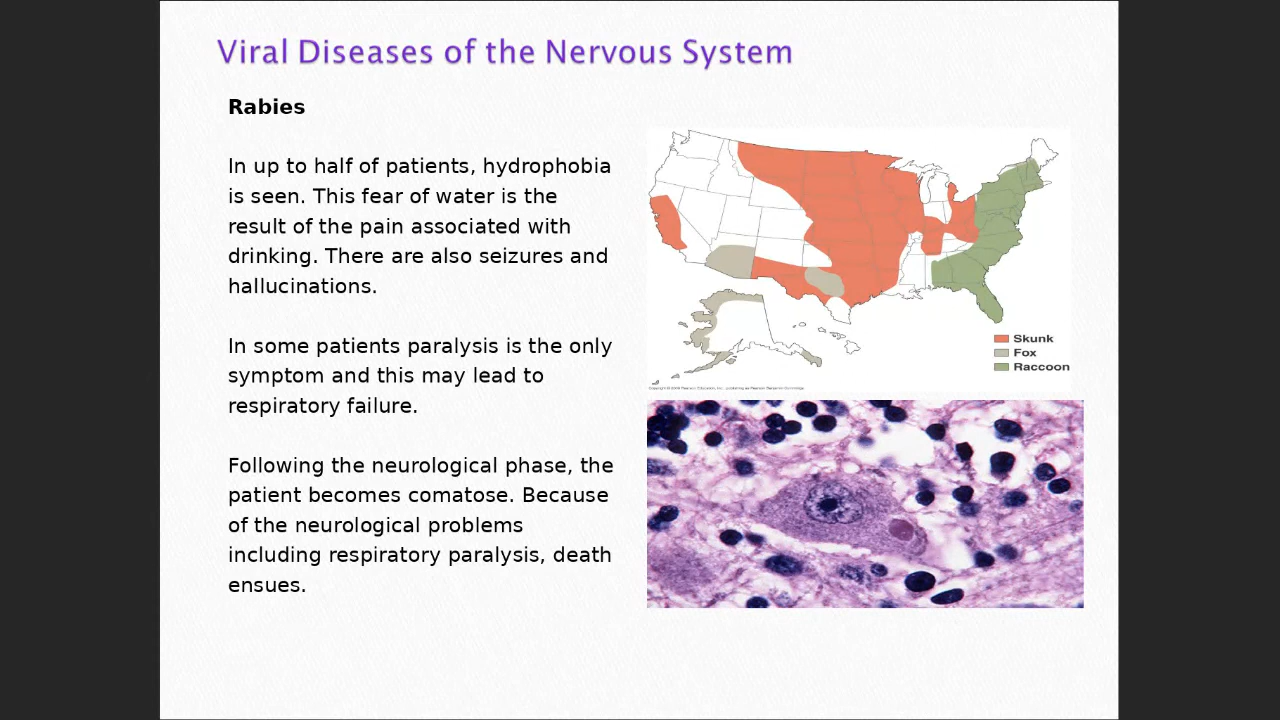 Viral Diseases of the Nervous System
Rabies
In up to half of patients, hydrophobia
is seen. This fear of water is the
result of the pain associated with
drinking. There are also seizures and
hallucinations.
In some patients paralysis is the only
symptom and this may lead to
respiratory failure.
Following the neurological phase, the
patient becomes comatose. Because
of the neurological problems
including respiratory paralysis, death
ensues.
Skunk
Fox
Raccoon